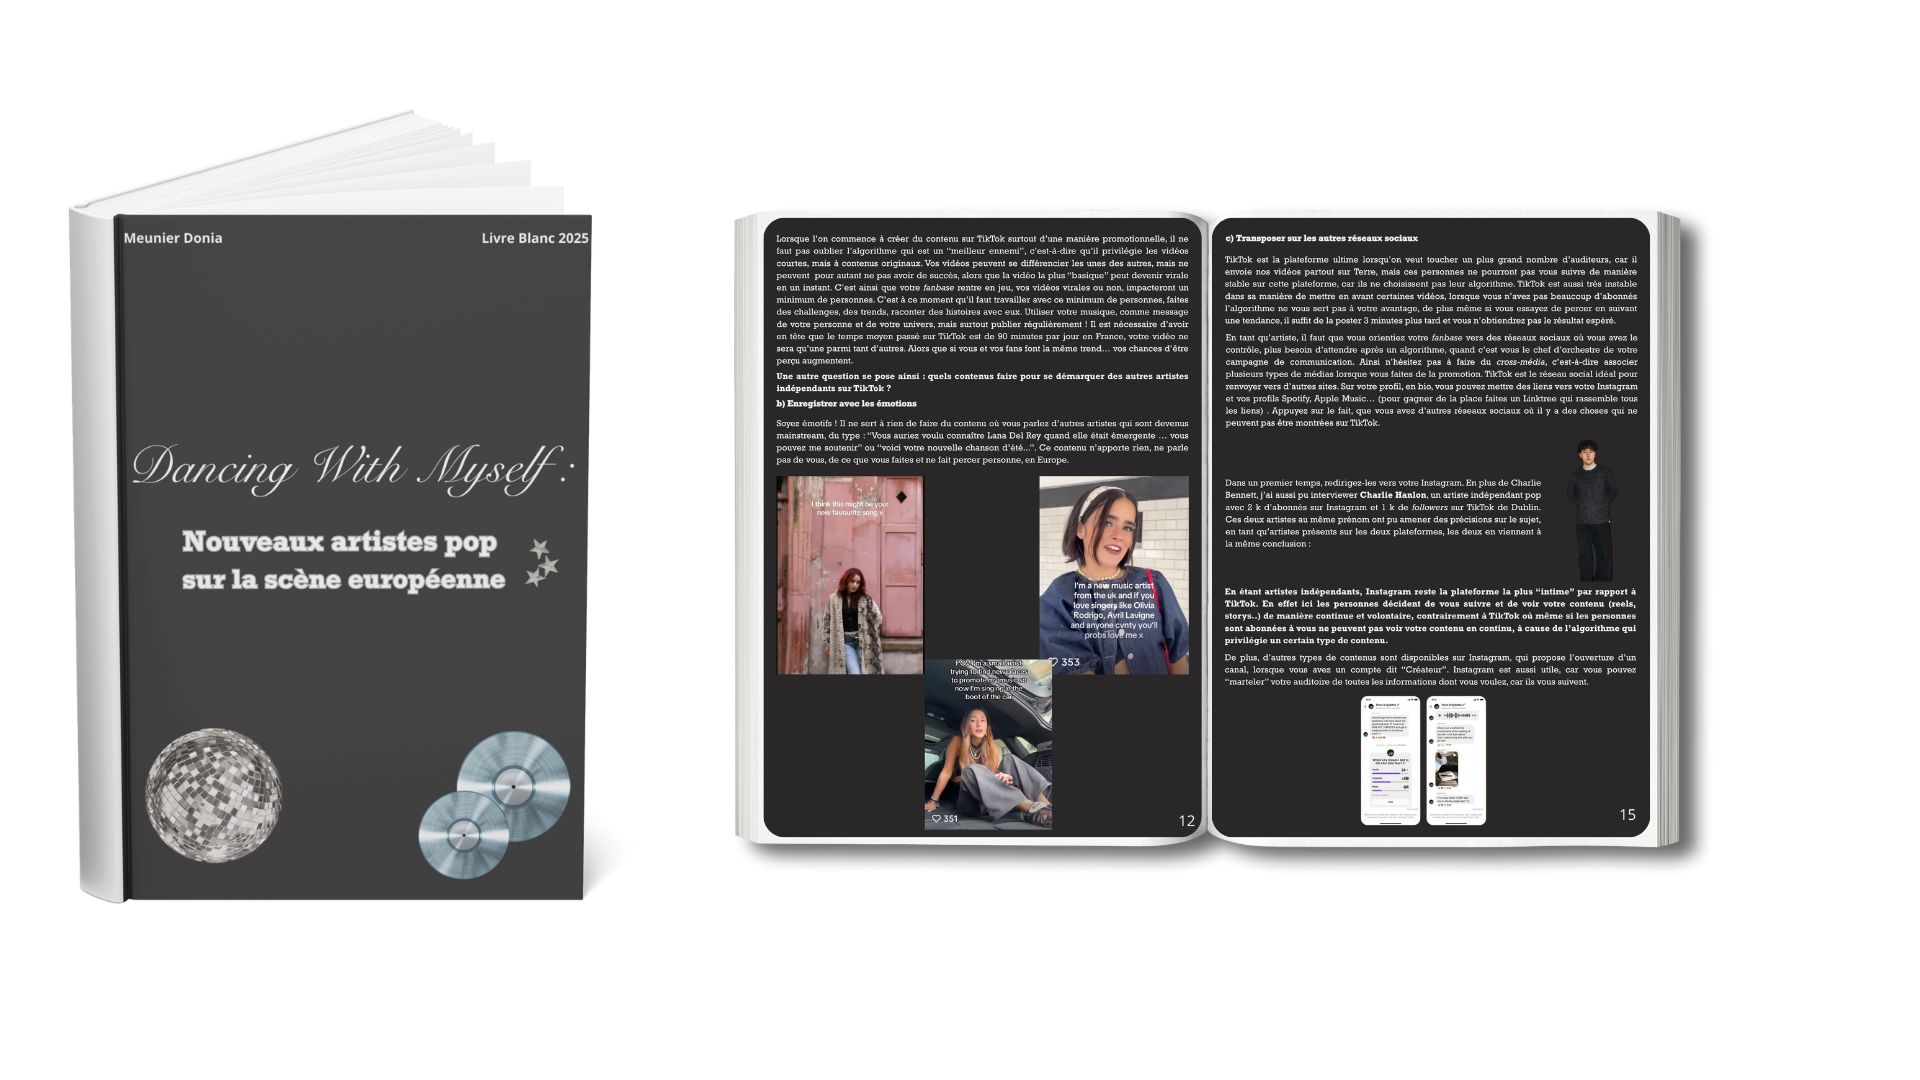 Meunier Donia
Livre Blanc 2025
Dancing With Myself :
Nouveaux artistes pop
sur la scène européenne
Lorsque l'on commence à créer du contenu sur TikTok surtout d'une manière promotionnelle, il ne
faut pas oublier l'algorithme qui est un "meilleur ennemi", c'est-à-dire qu'il privilégie les vidéos
courtes, mais à contenus originaux. Vos vidéos peuvent se différencier les unes des autres, mais ne
peuvent pour autant ne pas avoir de succès, alors que la vidéo la plus "basique" peut devenir virale
en un instant. C'est ainsi que votre fanbase rentre en jeu, vos vidéos virales ou non, impacteront un
minimum de personnes. C'est à ce moment qu'il faut travailler avec ce minimum de personnes, faites
des challenges, des trends, raconter des histoires avec eux. Utiliser votre musique, comme message
de votre personne et de votre univers, mais surtout publier régulièrement ! Il est nécessaire d'avoir
en tête que le temps moyen passé sur TikTok est de 90 minutes par jour en France, votre vidéo ne
sera qu'une parmi tant d'autres. Alors que si vous et vos fans font la même trend... vos chances d'être
perçu augmentent.
Une autre question se pose ainsi : quels contenus faire pour se démarquer des autres artistes
indépendants sur TikTok ?
b) Enregistrer avec les émotions
Soyez émotifs ! Il ne sert à rien de faire du contenu où vous parlez d'autres artistes qui sont devenus
mainstream, du type : "Vous auriez voulu connaître Lana Del Rey quand elle était émergente ... vous
pouvez me soutenir" ou "voici votre nouvelle chanson d'été...". Ce contenu n'apporte rien, ne parle
pas de vous, de ce que vous faites et ne fait percer personne, en Europe.
I think this might be your
new favourite song x
I'm a new music artist
from the uk and if you
love singers like Olivia
Rodrigo, Avril Lavigne
and anyone cvnty you'll
probs love me x
353
POV I'm a small artist
trying to find new places
to promote my music so
now I'm singing in the
boot of the car
351
12
c) Transposer sur les autres réseaux sociaux
TikTok est la plateforme ultime lorsqu'on veut toucher un plus grand nombre d'auditeurs, car il
envoie nos vidéos partout sur Terre, mais ces personnes ne pourront pas vous suivre de manière
stable sur cette plateforme, car ils ne choisissent pas leur algorithme. TikTok est aussi très instable
dans sa manière de mettre en avant certaines vidéos, lorsque vous n'avez pas beaucoup d'abonnés
l'algorithme ne vous sert pas à votre avantage, de plus même si vous essayez de percer en suivant
une tendance, il suffit de la poster 3 minutes plus tard et vous n'obtiendrez pas le résultat espéré.
En tant qu'artiste, il faut que vous orientiez votre fanbase vers des réseaux sociaux où vous avez le
contrôle, plus besoin d'attendre après un algorithme, quand c'est vous le chef d'orchestre de votre
campagne de communication. Ainsi n'hésitez pas à faire du cross-média, c'est-à-dire associer
plusieurs types de médias lorsque vous faites de la promotion. TikTok est le réseau social idéal pour
renvoyer vers d'autres sites. Sur votre profil, en bio, vous pouvez mettre des liens vers votre Instagram
et vos profils Spotify, Apple Music... (pour gagner de la place faites un Linktree qui rassemble tous
les liens) . Appuyez sur le fait, que vous avez d'autres réseaux sociaux où il y a des choses qui ne
peuvent pas être montrées sur TikTok.
Dans un premier temps, redirigez-les vers votre Instagram. En plus de Charlie
Bennett, j'ai aussi pu interviewer Charlie Hanlon, un artiste indépendant pop
avec 2 k d'abonnés sur Instagram et 1 k de followers sur TikTok de Dublin.
Ces deux artistes au même prénom ont pu amener des précisions sur le sujet,
en tant qu'artistes présents sur les deux plateformes, les deux en viennent à
la même conclusion :
En étant artistes indépendants, Instagram reste la plateforme la plus "intime" par rapport à
TikTok. En effet ici les personnes décident de vous suivre et de voir votre contenu (reels,
storys..) de manière continue et volontaire, contrairement à TikTok où même si les personnes
sont abonnées à vous ne peuvent pas voir votre contenu en continu, à cause de l'algorithme qui
privilégie un certain type de contenu.
De plus, d'autres types de contenus sont disponibles sur Instagram, qui propose l'ouverture d'un
canal, lorsque vous avez un compte dit "Créateur". Instagram est aussi utile, car vous pouvez
"marteler" votre auditoire de toutes les informations dont vous voulez, car ils vous suivent.
15